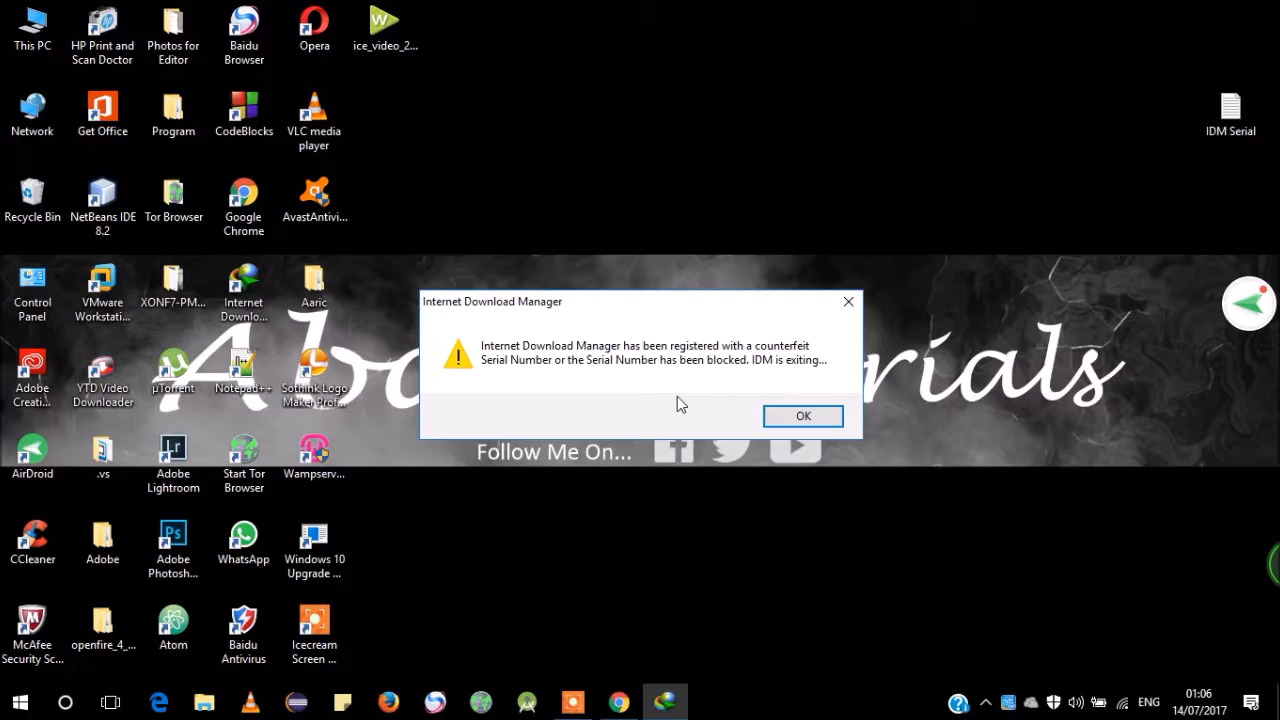 This PC
HP Print and
Scan Doctor
Photos for
Editor
Baidu
Browser
Opera
ice_video_2...
Network
Get Office
Program
CodeBlocks
VLC media
player
IDM Serial
Recycle Bin
NetBeans IDE
8.2
Tor Browser
Google
Chrome
AvastAntivi...
Control
Panel
VMware
Workstati...
XONF7-PM...
Internet
Downlo...
Aaric
Internet Download Manager
Internet Download Manager has been registered with a counterfeit
Serial Number or the Serial Number has been blocked. IDM is exiting...
OK
Adobe
Creati...
YTD Video
Downloader
µTorrent
Notepad++
Sothink Logo
Maker Prof...
Follow Me On...
AirDroid
.vs
Adobe
Lightroom
Start Tor
Browser
Wampserv...
CCleaner
Adobe
Adobe
Photosh...
WhatsApp
Windows 10
Upgrade ...
McAfee
Security Sc...
openfire_4_...
Atom
Baidu
Antivirus
Icecream
Screen ...
ENG
01:06
14/07/2017